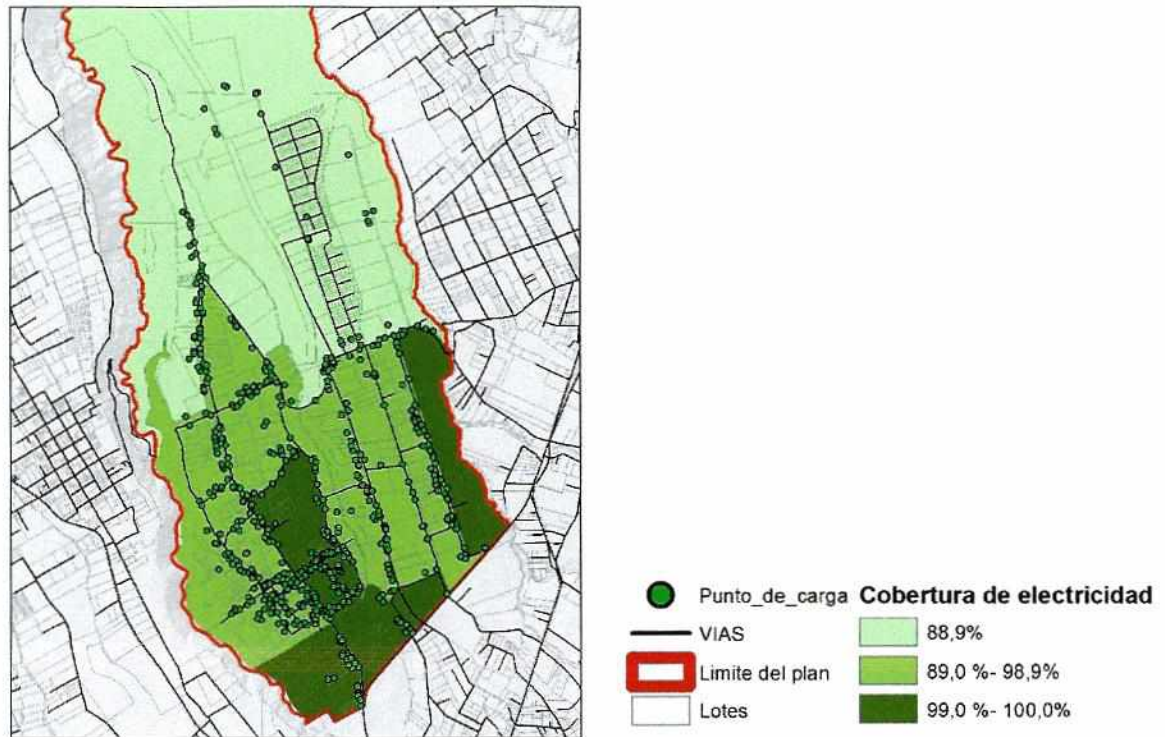 Punto_de_carga
VIAS
Limite del plan
Lotes
Cobertura de electricidad
88,9%
89,0 %- 98,9%
99,0 %- 100,0%